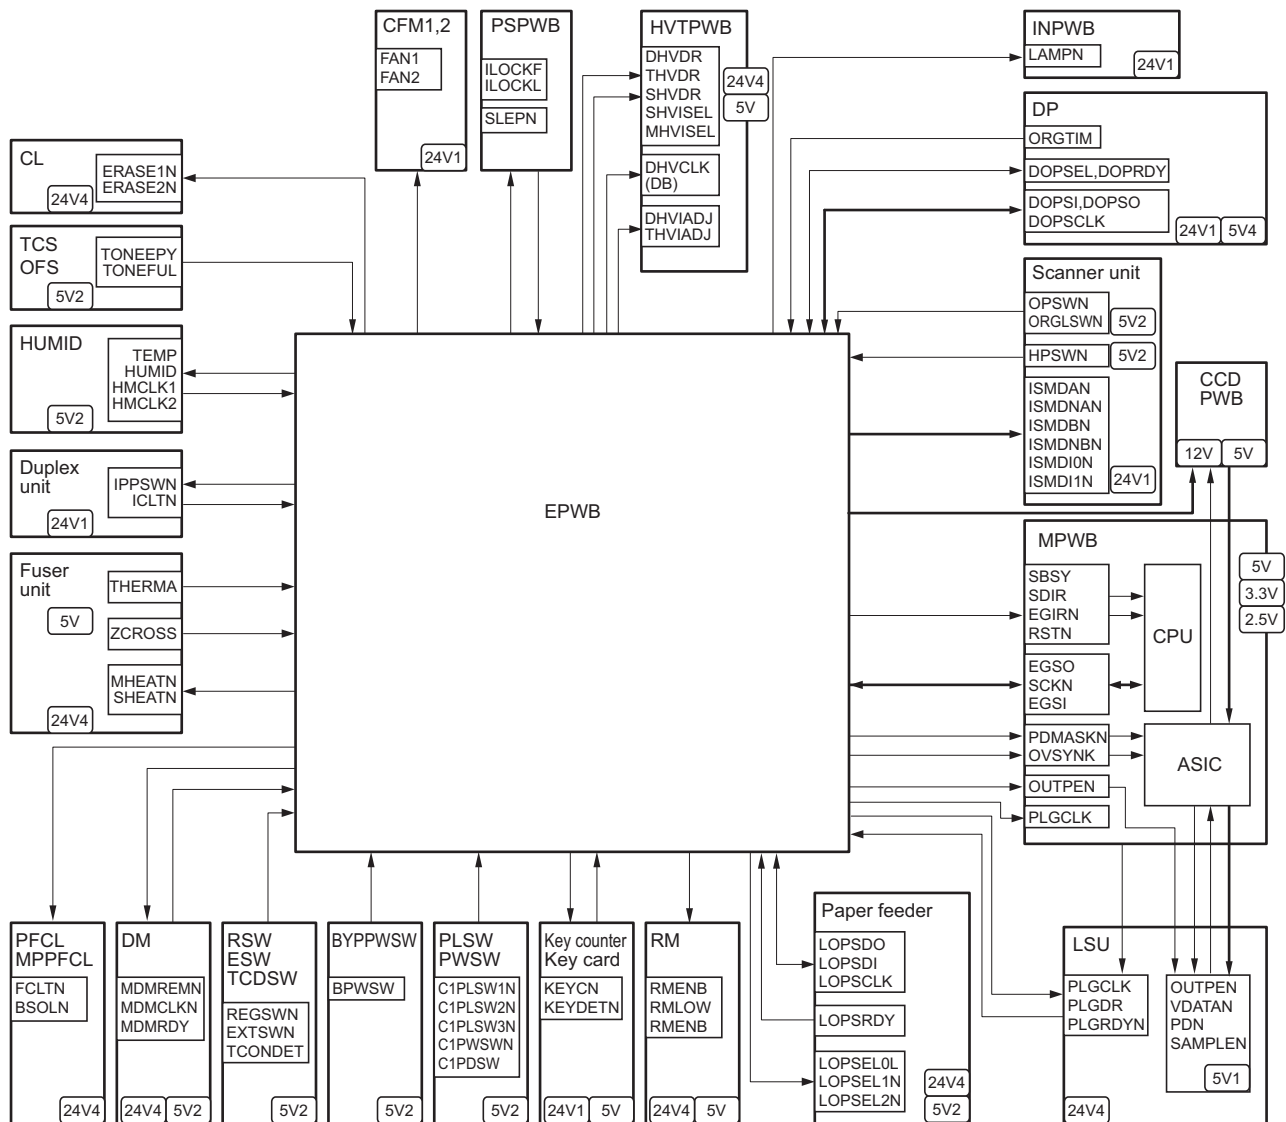 CFM1,2
FAN1
FAN2
24V1
PSPWB
ILOCKF
ILOCKL
SLEPN
HVTPWB
DHVDR
THVDR
SHVDR
SHVISEL
MHVISEL
24V4
5V
DHVCLK
(DB)
DHVIADJ
THVIADJ
INPWB
LAMPN
24V1
DP
ORGTIM
DOPSEL,DOPRDY
DOPSI,DOPSO
DOPSCLK
24V1
5V4
CL
ERASE1N
ERASE2N
24V4
TCS
OFS
TONEEPY
TONEFUL
5V2
HUMID
TEMP
HUMID
HMCLK1
HMCLK2
5V2
Duplex
unit
IPPSWN
ICLTN
24V1
Fuser
unit
THERMA
5V
ZCROSS
MHEATN
SHEATN
24V4
EPWB
Scanner unit
OPSWN
ORGLSWN
5V2
HPSWN
5V2
ISMDAN
ISMDNAN
ISMDBN
ISMDNBN
ISMDI0N
ISMDI1N
24V1
CCD
PWB
12V
5V
MPWB
5V
3.3V
2.5V
SBSY
SDIR
EGIRN
RSTN
CPU
EGSO
SCKN
EGSI
PDMASKN
OVSYNK
ASIC
OUTPEN
PLGCLK
PFCL
MPPFCL
FCLTN
BSOLN
24V4
DM
MDMREMN
MDMCLKN
MDMRDY
24V4
5V2
RSW
ESW
TCDSW
REGSWN
EXTSWN
TCONDET
5V2
BYPPWSW
BPWSW
5V2
PLSW
PWSW
C1PLSW1N
C1PLSW2N
C1PLSW3N
C1PWSWN
C1PDSW
5V2
Key counter
Key card
KEYCN
KEYDETN
24V1
5V
RM
RMENB
RMLOW
RMENB
24V4
5V
Paper feeder
LOPSDO
LOPSDI
LOPSCLK
LOPSRDY
LOPSEL0L
LOPSEL1N
LOPSEL2N
24V4
5V2
LSU
PLGCLK
PLGDR
PLGRDYN
OUTPEN
VDATAN
PDN
SAMPLEN
5V1
24V4